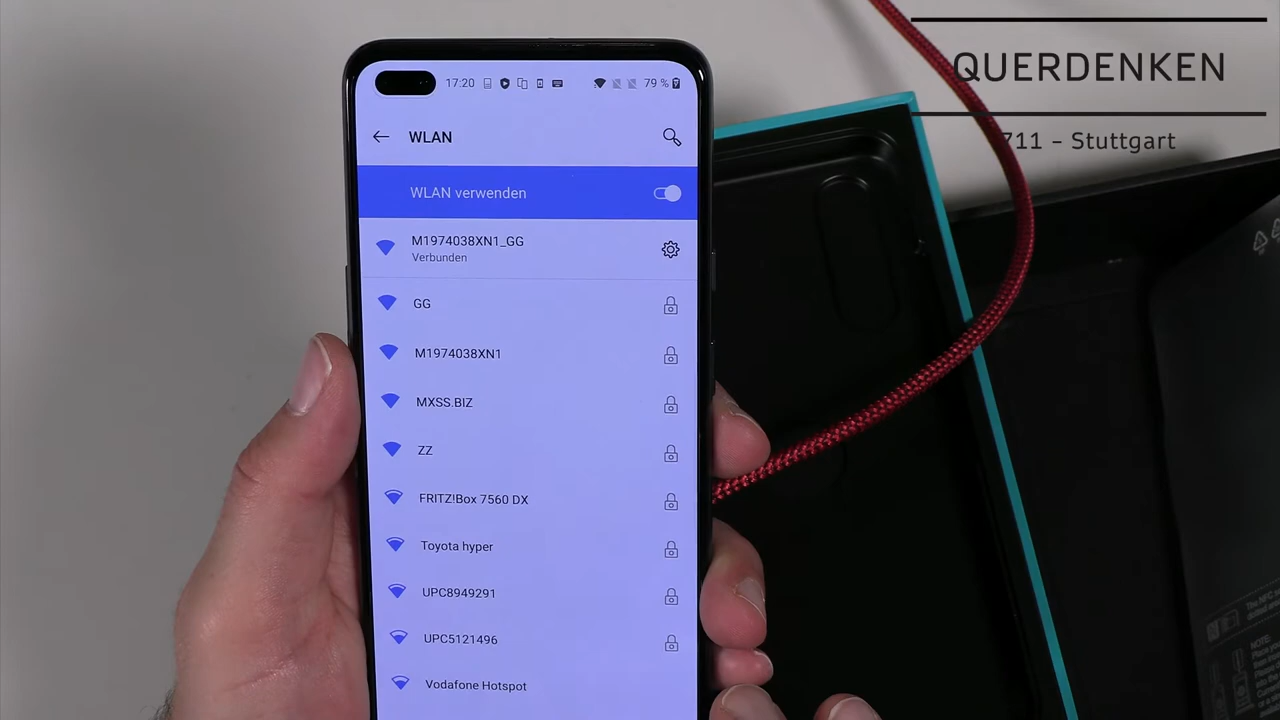 QUERDENKEN
711 - Stuttgart
17:20
79 %
WLAN
WLAN verwenden
M1974038XN1_GG
Verbunden
GG
M1974038XN1
MXSS.BIZ
ZZ
FRITZ!Box 7560 DX
Toyota hyper
UPC8949291
UPC5121496
Vodafone Hotspot
NOTE: